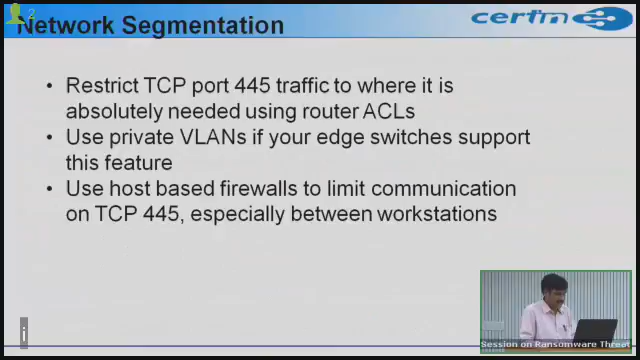 2
Network Segmentation
• Restrict TCP port 445 traffic to where it is
absolutely needed using router ACLs
• Use private VLANs if your edge switches support
this feature
• Use host based firewalls to limit communication
on TCP 445, especially between workstations
i
Session on Ransomware Threat